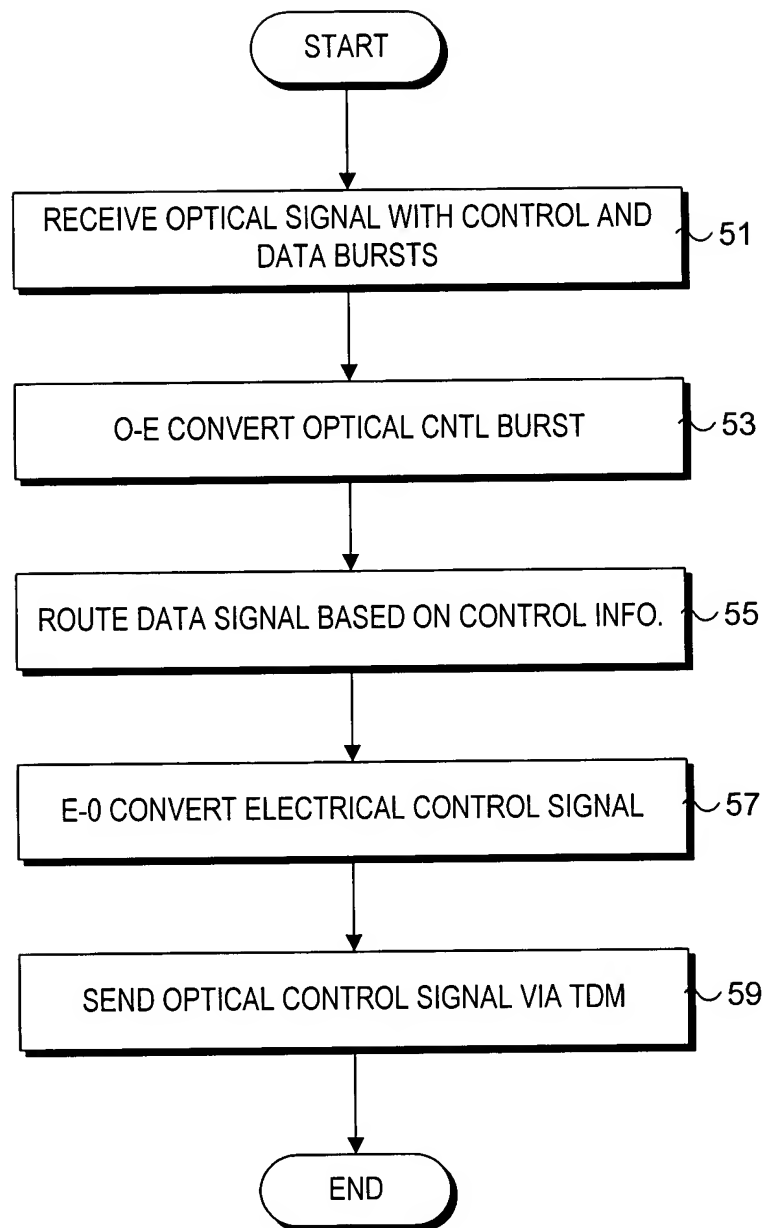 START
RECEIVE OPTICAL SIGNAL WITH CONTROL AND
DATA BURSTS
51
O-E CONVERT OPTICAL CNTL BURST
53
ROUTE DATA SIGNAL BASED ON CONTROL INFO.
55
E-0 CONVERT ELECTRICAL CONTROL SIGNAL
57
SEND OPTICAL CONTROL SIGNAL VIA TDM
59
END